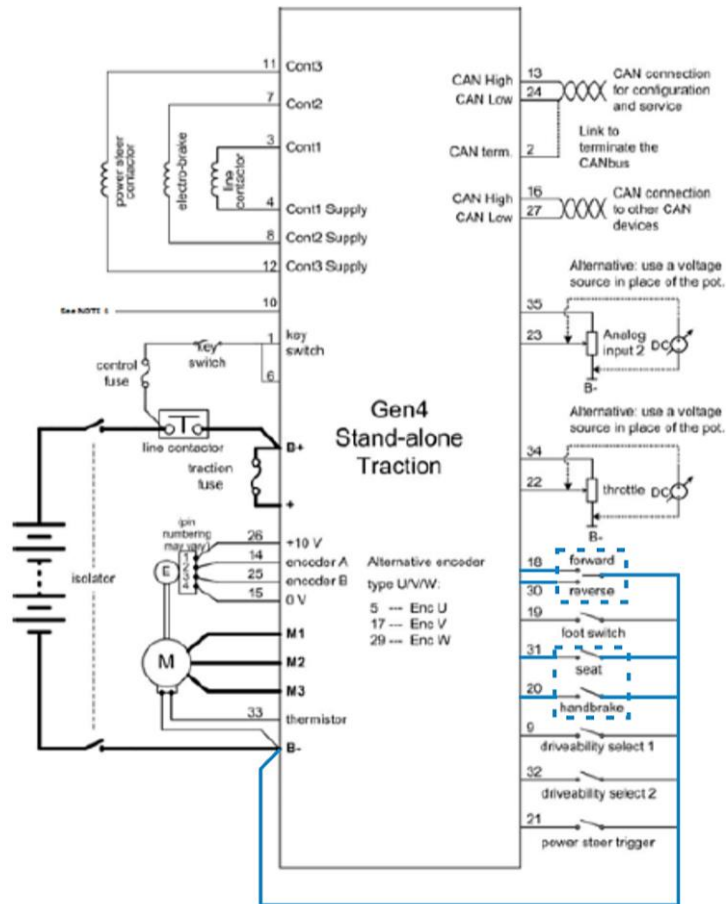 11 Cont3
7 Cont2
3 Cont1
4 Cont1 Supply
8 Cont2 Supply
12 Cont3 Supply
power steer
contactor
electro-brake
line
contactor
See NOTE
10
1 key
switch
key
switch
6
control
fuse
line contactor
B+
traction
fuse
+
isolator
(pin
numbering
may vary)
E
26 +10 V
14 encoder A
25 encoder B
15 0 V
M
M1
M2
M3
33 thermistor
B-
Gen4
Stand-alone
Traction
Alternative encoder
type U/V/W:
5 --- Enc U
17 --- Enc V
29 --- Enc W
CAN High 13
CAN Low 24
CAN connection
for configuration
and service
CAN term. 2
Link to
terminate the
CANbus
CAN High 16
CAN Low 27
CAN connection
to other CAN
devices
Alternative: use a voltage
source in place of the pot.
35
23
Analog
input 2
DC
B-
Alternative: use a voltage
source in place of the pot.
34
22
throttle
DC
B-
18 forward
30 reverse
19
foot switch
31
seat
20
handbrake
9
driveability select 1
32
driveability select 2
21
power steer trigger